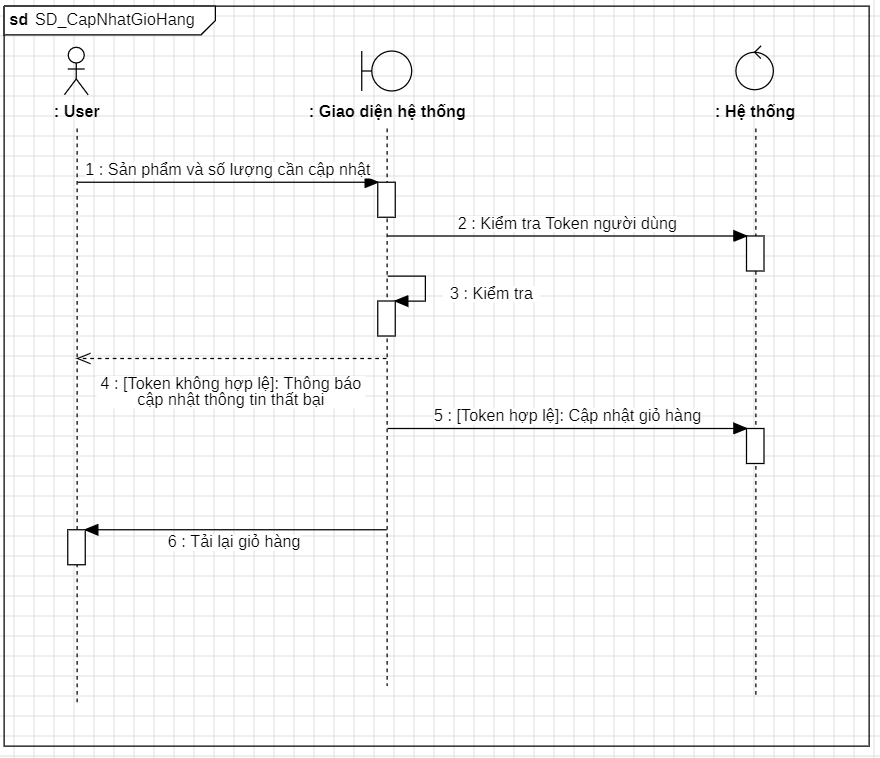 sd SD_CapNhatGioHang
: User
: Giao diện hệ thống
: Hệ thống
1 : Sản phẩm và số lượng cần cập nhật
2 : Kiểm tra Token người dùng
3 : Kiểm tra
4 : [Token không hợp lệ]: Thông báo
cập nhật thông tin thất bại
5 : [Token hợp lệ]: Cập nhật giỏ hàng
6 : Tải lại giỏ hàng